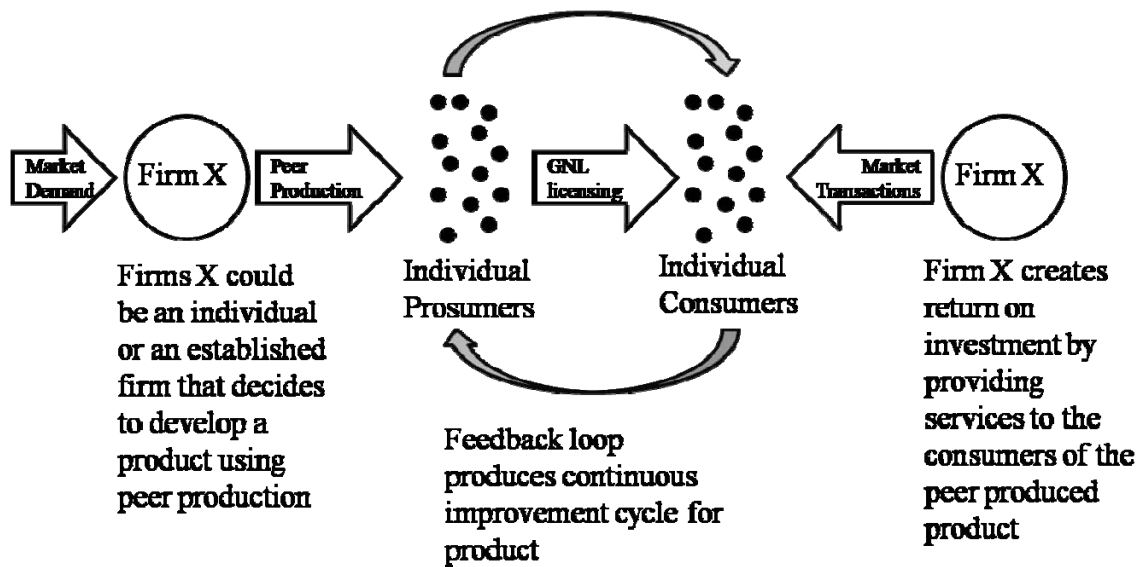 Market
Demand
Firm X
Peer
Production
GNL
licensing
Market
Transactions
Firm X
Firms X could
be an individual
or an established
firm that decides
to develop a
product using
peer production
Individual
Prosumers
Individual
Consumers
Feedback loop
produces continuous
improvement cycle for
product
Firm X creates
return on
investment by
providing
services to the
consumers of the
peer produced
product